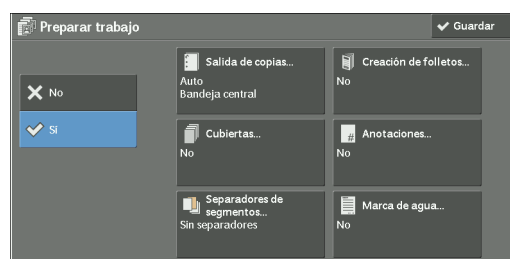 Preparar trabajo
Guardar
No
Sí
Salida de copias...
Auto
Bandeja central
Creación de folletos...
No
Cubiertas...
No
# Anotaciones...
No
Separadores de
segmentos...
Sin separadores
Marca de agua...
No